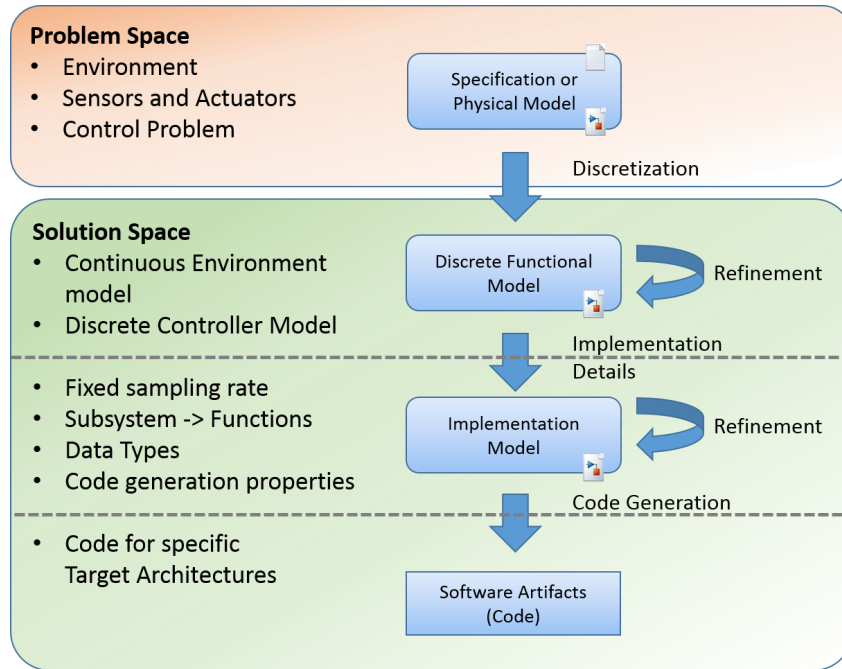 Problem Space
• Environment
• Sensors and Actuators
• Control Problem
Specification or
Physical Model
Discretization
Solution Space
• Continuous Environment
model
• Discrete Controller Model
Discrete Functional
Model
Refinement
Implementation
Details
• Fixed sampling rate
• Subsystem -> Functions
• Data Types
• Code generation properties
Implementation
Model
Refinement
Code Generation
• Code for specific
Target Architectures
Software Artifacts
(Code)